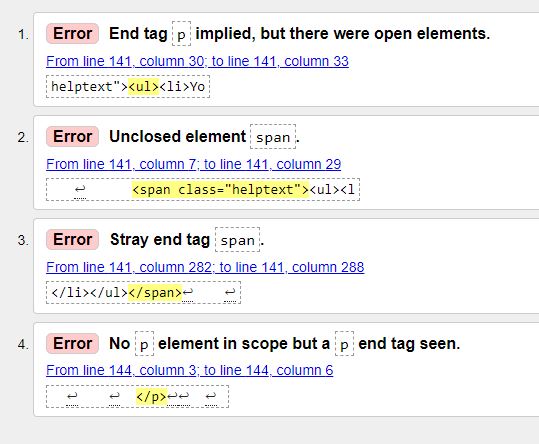 1. Error End tag p implied, but there were open elements.
From line 141, column 30; to line 141, column 33
helptext"><ul><li>Yo
2. Error Unclosed element span.
From line 141, column 7; to line 141, column 29
↩ <span class="helptext"><ul><l
3. Error Stray end tag span.
From line 141, column 282; to line 141, column 288
</li></ul></span>↩ ↩
4. Error No p element in scope but a p end tag seen.
From line 144, column 3; to line 144, column 6
↩ ↩ </p>↩↩ ↩